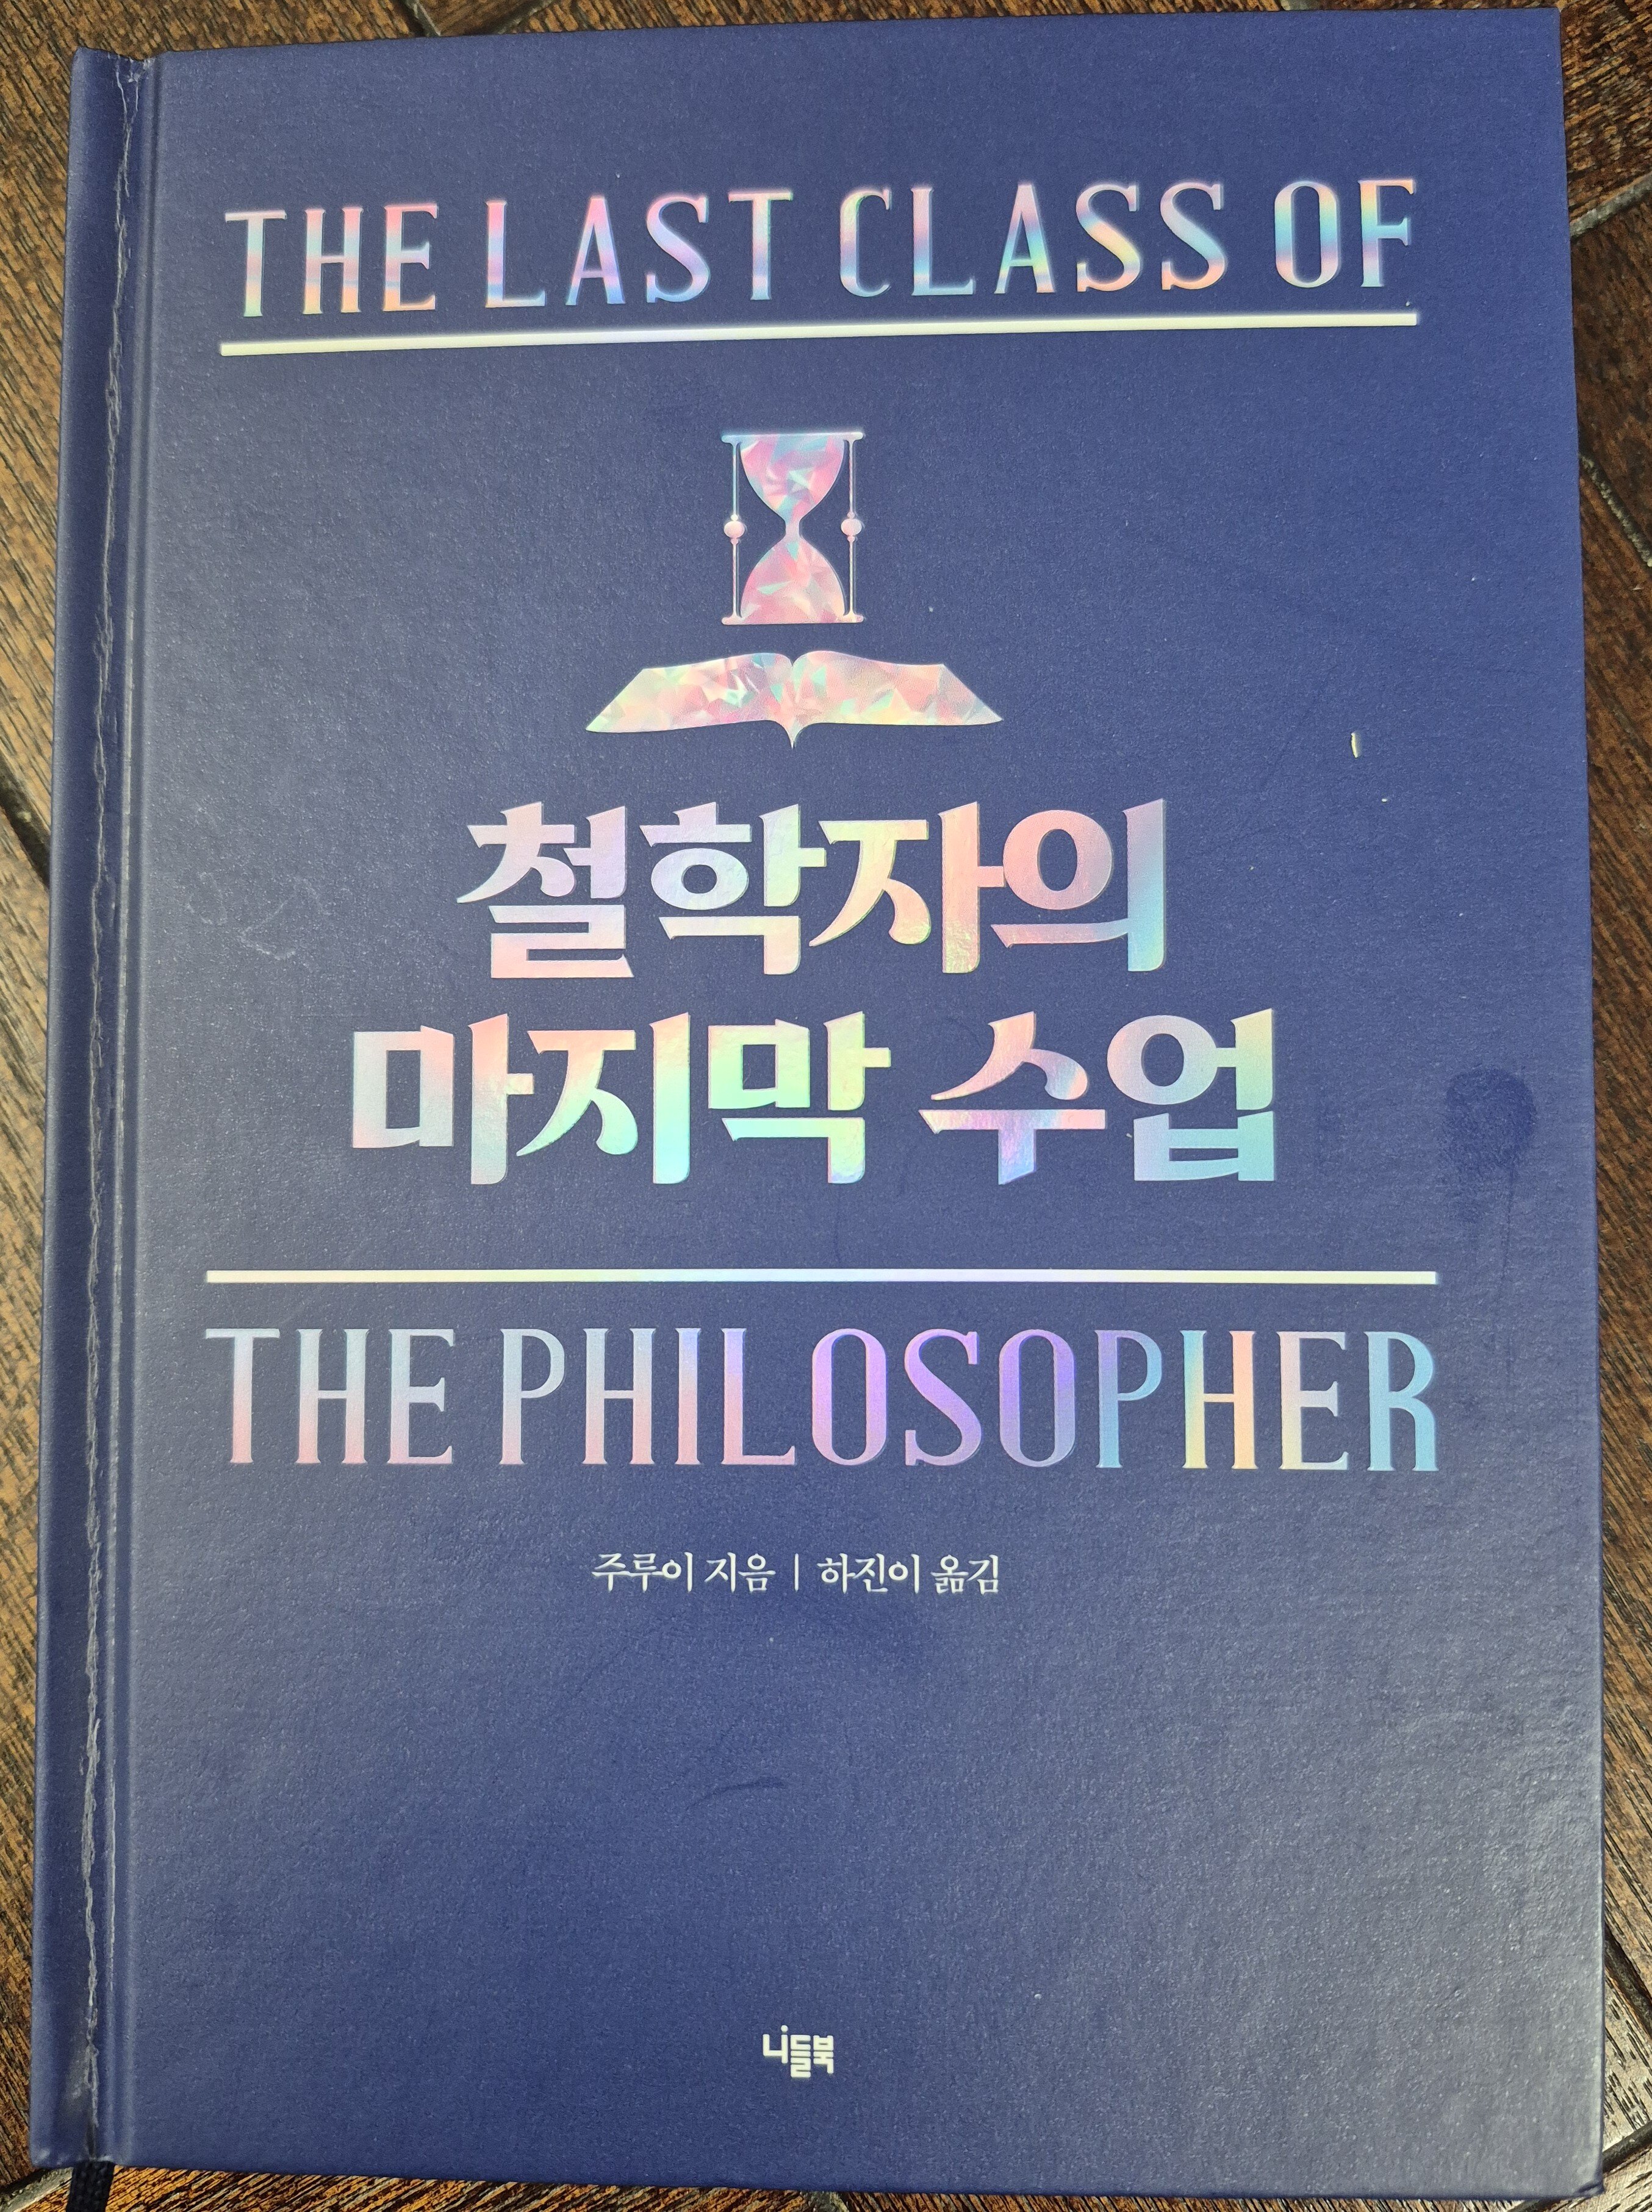 THE LAST CLASS OF
철학자의
마지막 수업
THE PHILOSOPHER
주루이 지음 | 하진이 옮김
니들북